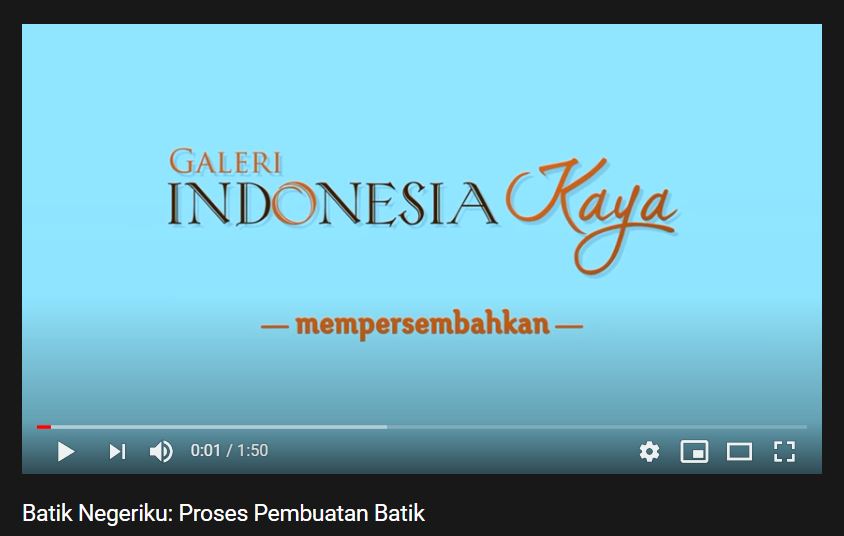 GALERI
INDONESIA Kaya
— mempersembahkan —
0:01 / 1:50
Batik Negeriku: Proses Pembuatan Batik